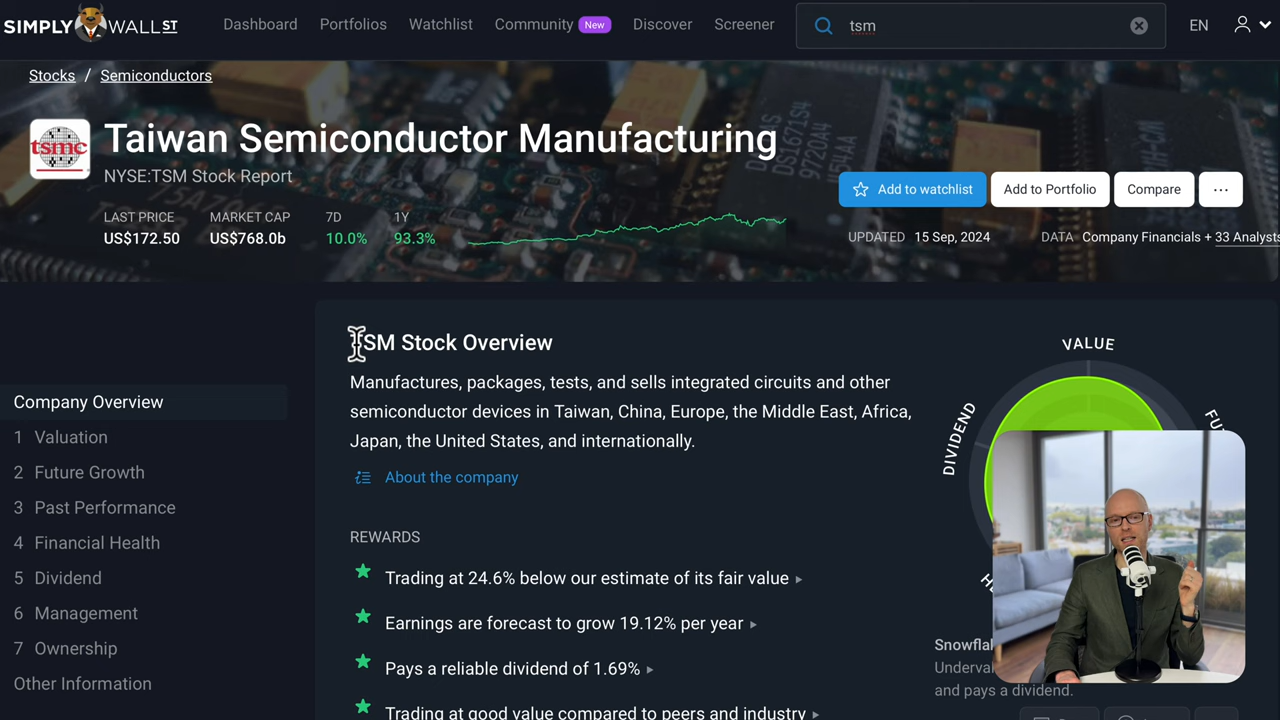 SIMPLY WALL ST
Dashboard
Portfolios
Watchlist
Community New
Discover
Screener
tsm
EN
Stocks / Semiconductors
tsmc
Taiwan Semiconductor Manufacturing
NYSE:TSM Stock Report
Add to watchlist
Add to Portfolio
Compare
...
LAST PRICE
US$172.50
MARKET CAP
US$768.0b
7D
10.0%
1Y
93.3%
UPDATED 15 Sep, 2024
DATA Company Financials + 33 Analysts
Company Overview
1 Valuation
2 Future Growth
3 Past Performance
4 Financial Health
5 Dividend
6 Management
7 Ownership
Other Information
TSM Stock Overview
Manufactures, packages, tests, and sells integrated circuits and other
semiconductor devices in Taiwan, China, Europe, the Middle East, Africa,
Japan, the United States, and internationally.
About the company
REWARDS
Trading at 24.6% below our estimate of its fair value
Earnings are forecast to grow 19.12% per year
Pays a reliable dividend of 1.69%
Trading at good value compared to peers and industry
VALUE
DIVIDEND
and pays a dividend.